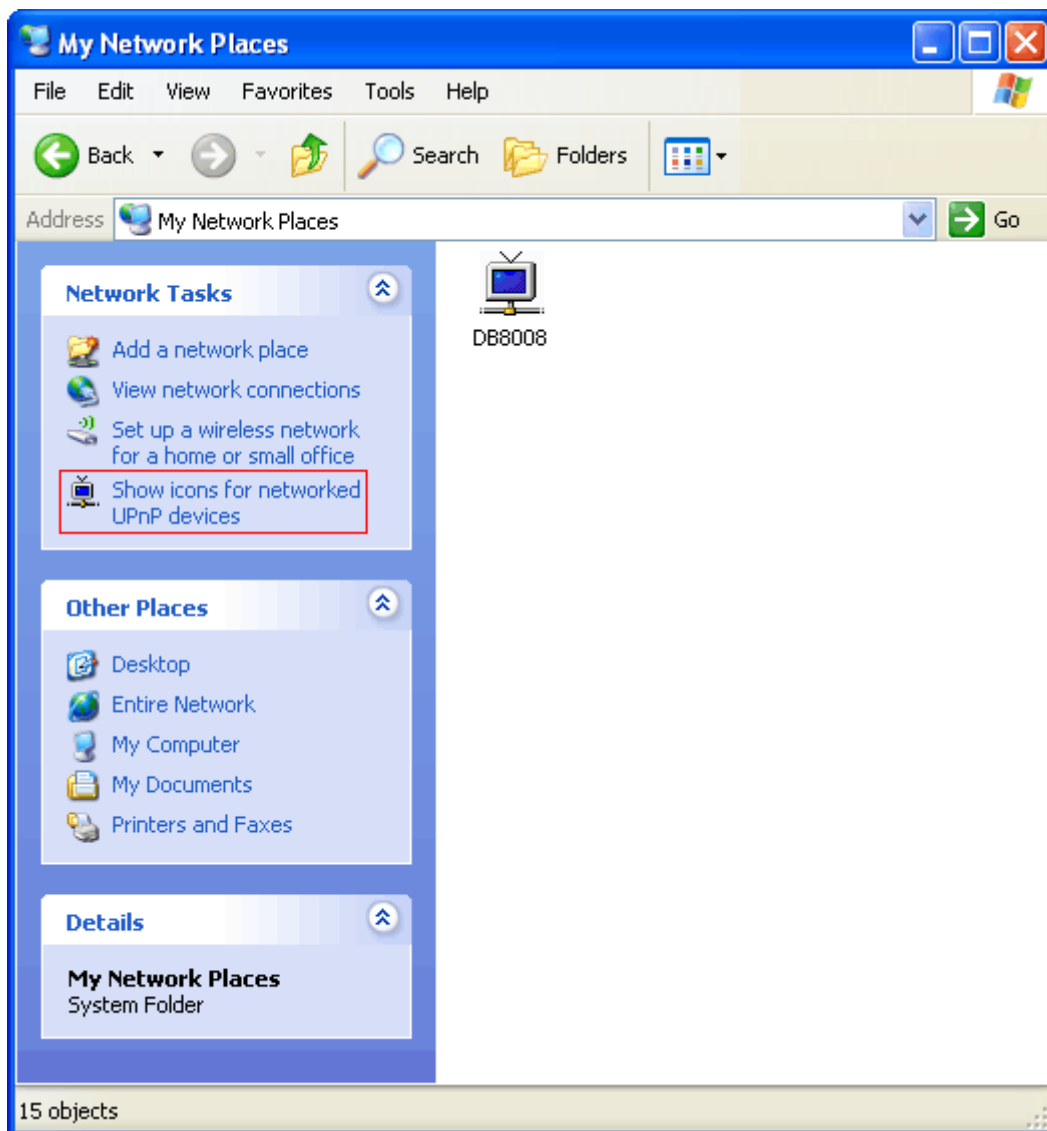 My Network Places
File Edit View Favorites Tools Help
Back Search Folders
Address My Network Places Go
Network Tasks
Add a network place
View network connections
Set up a wireless network
for a home or small office
Show icons for networked
UPnP devices
Other Places
Desktop
Entire Network
My Computer
My Documents
Printers and Faxes
Details
My Network Places
System Folder
DB8008
15 objects